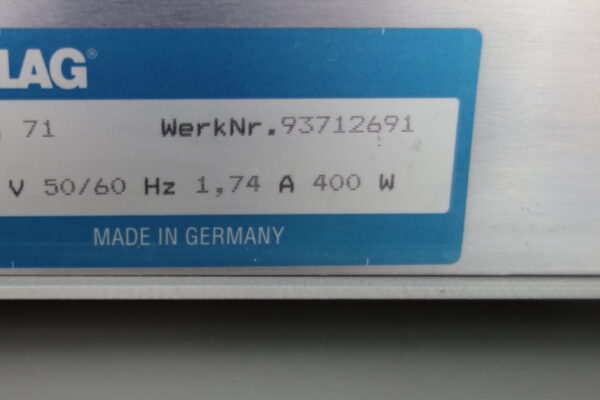 LAG®
71 WerkNr.93712691
V 50/60 Hz 1,74 A 400 W
MADE IN GERMANY